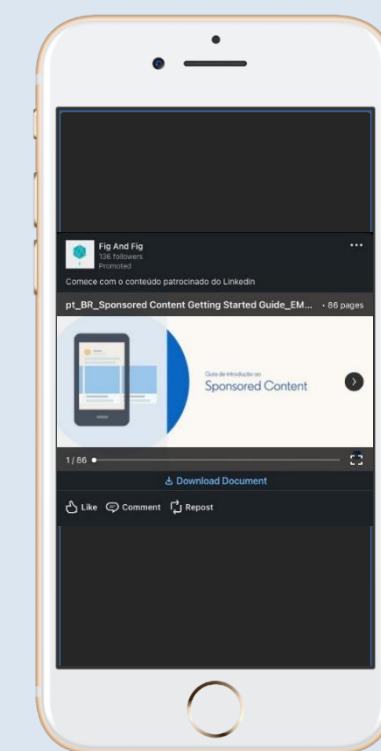 Fig And Fig
136 followers
Promoted
Comece com o conteúdo patrocinado do LinkedIn
pt_BR_Sponsored Content Getting Started Guide_EM... • 86 pages
Guia de introdução ao
Sponsored Content
1 / 86
Download Document
Like Comment Repost